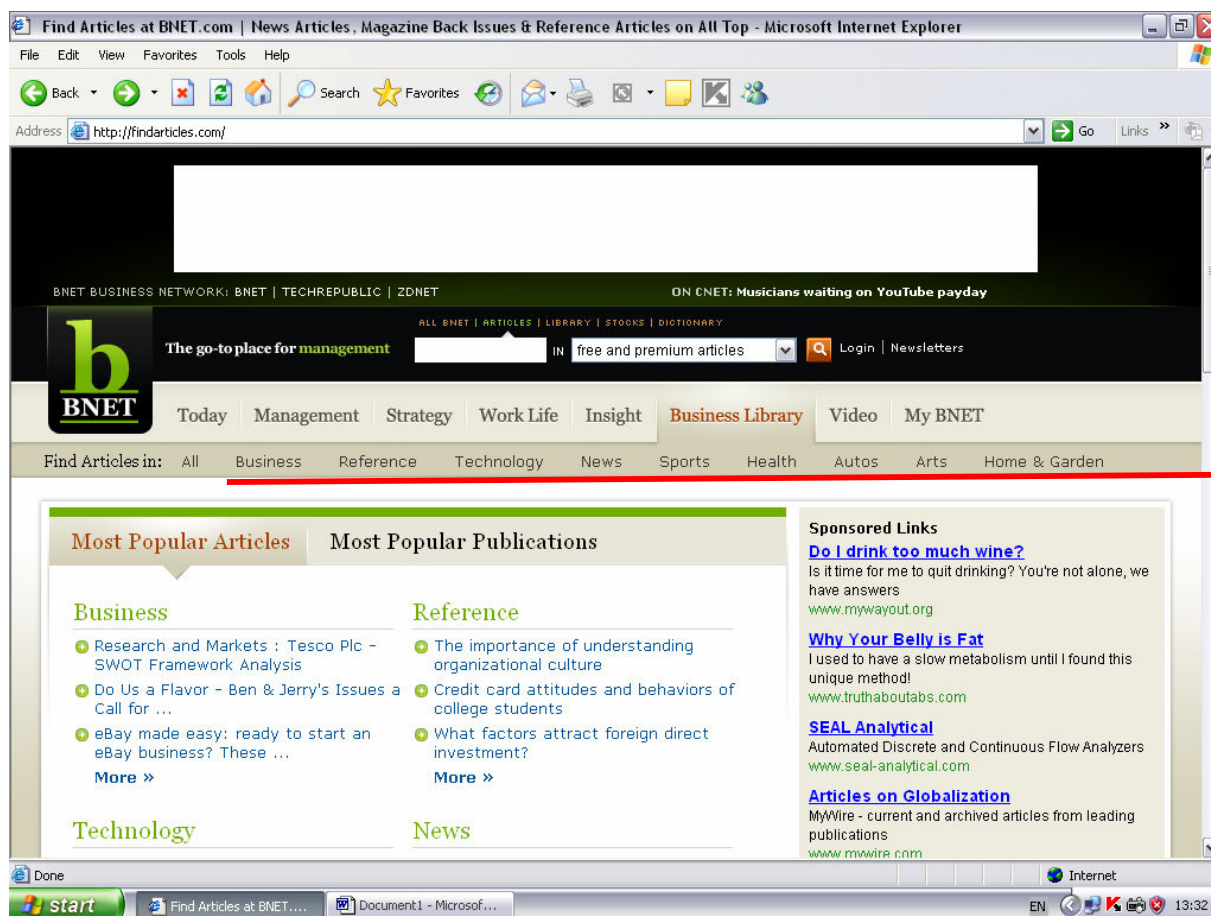 Find Articles at BNET.com | News Articles, Magazine Back Issues & Reference Articles on All Top - Microsoft Internet Explorer
File Edit View Favorites Tools Help
Back Search Favorites
Address http://findarticles.com/ Go Links »
BNET BUSINESS NETWORK: BNET | TECHREPUBLIC | ZDNET ON CNET: Musicians waiting on YouTube payday
ALL BNET | ARTICLES | LIBRARY | STOCKS | DICTIONARY
b
BNET
The go-to place for management IN free and premium articles Login | Newsletters
Today Management Strategy Work Life Insight Business Library Video My BNET
Find Articles in: All Business Reference Technology News Sports Health Autos Arts Home & Garden
Most Popular Articles Most Popular Publications
Business
Research and Markets : Tesco Plc -
SWOT Framework Analysis
Do Us a Flavor - Ben & Jerry's Issues a
Call for ...
eBay made easy: ready to start an
eBay business? These ...
More »
Reference
The importance of understanding
organizational culture
Credit card attitudes and behaviors of
college students
What factors attract foreign direct
investment?
More »
Technology
News
Sponsored Links
Do I drink too much wine?
Is it time for me to quit drinking? You're not alone, we
have answers
www.mywayout.org
Why Your Belly is Fat
I used to have a slow metabolism until I found this
unique method!
www.truthaboutabs.com
SEAL Analytical
Automated Discrete and Continuous Flow Analyzers
www.seal-analytical.com
Articles on Globalization
MyWire - current and archived articles from leading
publications
www.mywire.com
Done Internet
start Find Articles at BNET.... Document1 - Microsof... EN 13:32